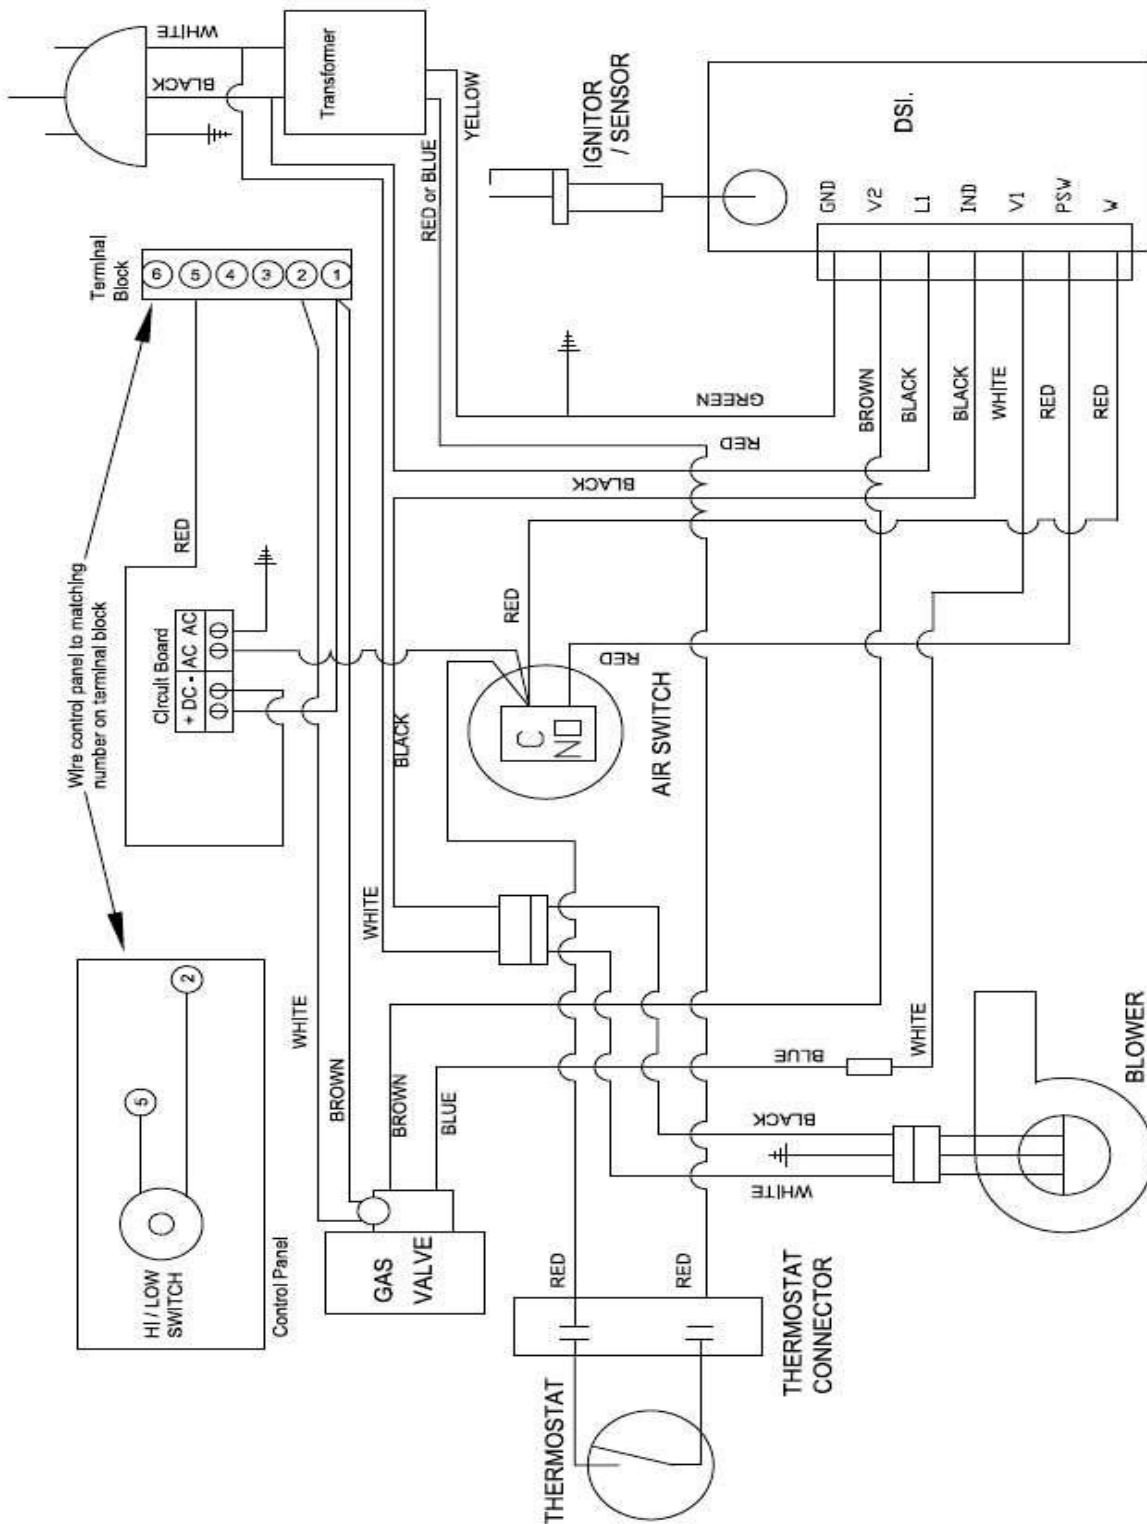 Wire control panel to matching
number on terminal block
HI / LOW
SWITCH
5
2
Control Panel
Circuit Board
+ DC - AC AC
RED
Terminal
Block
1
2
3
4
5
6
WHITE
BLACK
Transformer
RED or BLUE
YELLOW
WHITE
BROWN
BROWN
BLUE
GAS
VALVE
WHITE
BLACK
RED
RED
C
NO
AIR SWITCH
BLACK
RED
GREEN
IGNITOR
/ SENSOR
DSI.
GND
V2
L1
IND
V1
PSW
W
BROWN
BLACK
BLACK
WHITE
RED
RED
THERMOSTAT
RED
RED
THERMOSTAT
CONNECTOR
WHITE
BLACK
BLUE
WHITE
BLOWER